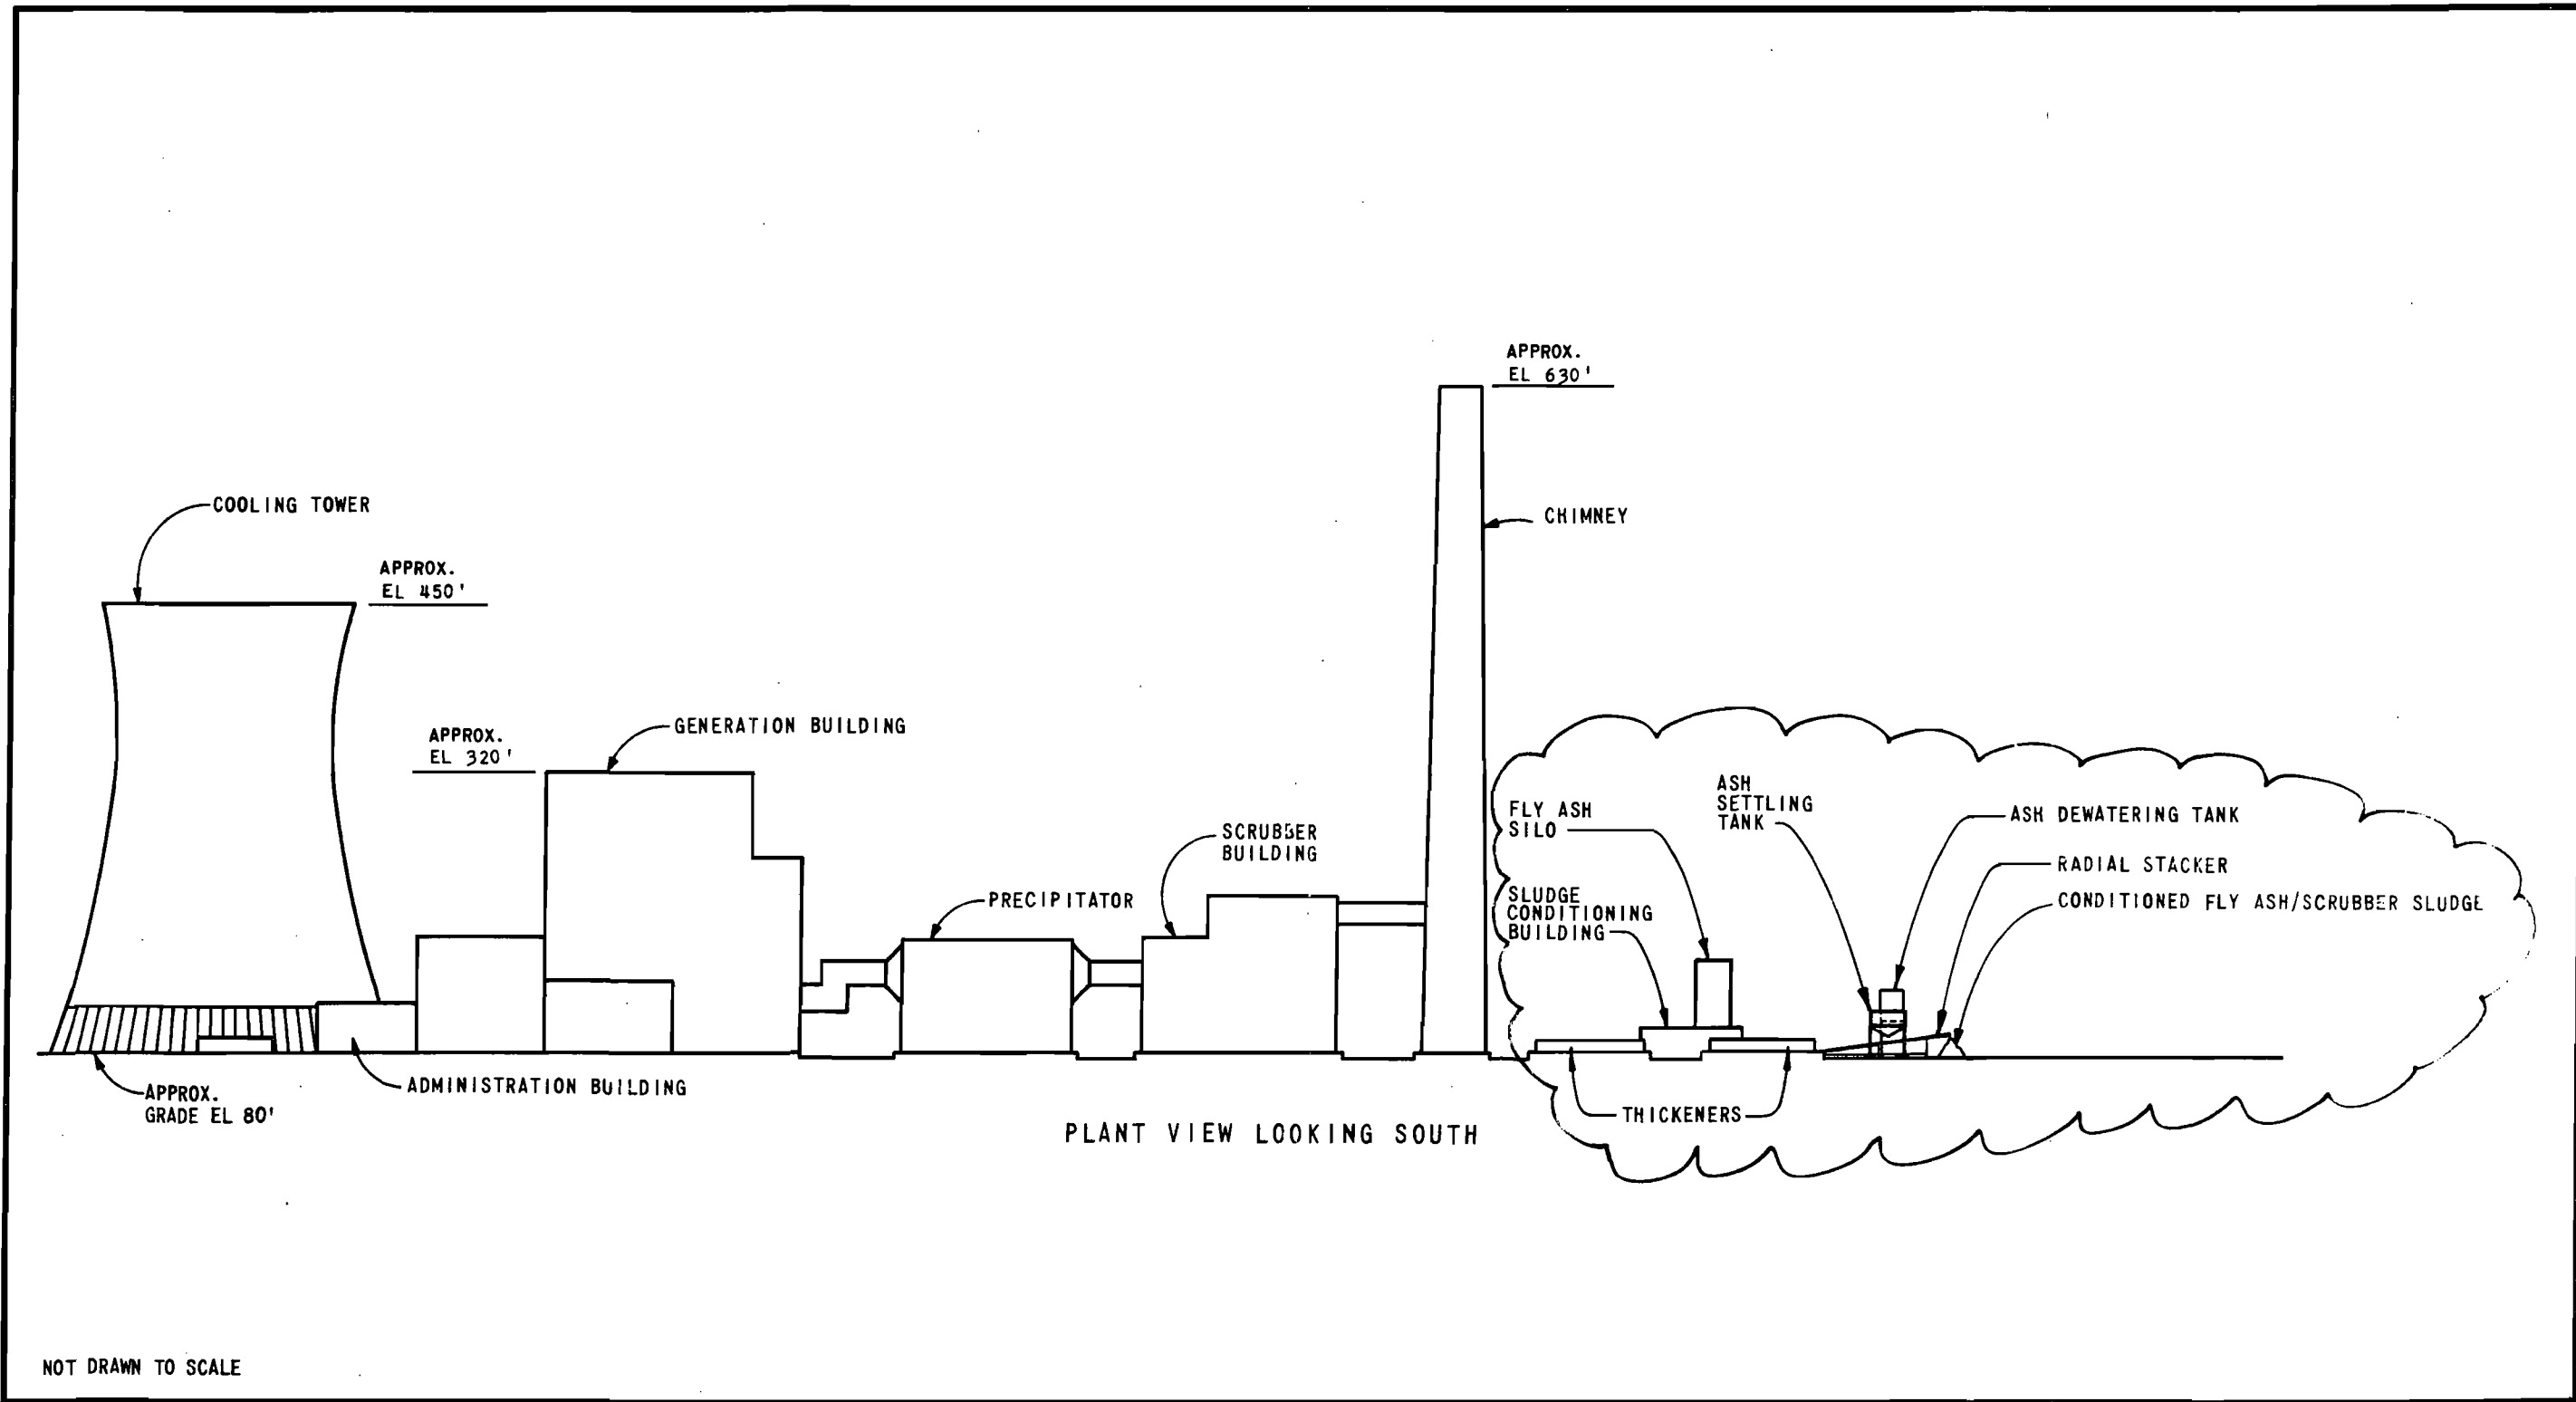 APPROX.
EL 630'
COOLING TOWER
CHIMNEY
APPROX.
EL 450'
GENERATION BUILDING
APPROX.
EL 320'
ASH
SETTLING
TANK
FLY ASH
SILO
ASH DEWATERING TANK
SCRUBBER
BUILDING
RADIAL STACKER
SLUDGE
CONDITIONING
BUILDING
PRECIPITATOR
CONDITIONED FLY ASH/SCRUBBER SLUDGE
ADMINISTRATION BUILDING
APPROX.
GRADE EL 80'
THICKENERS
PLANT VIEW LOOKING SOUTH
NOT DRAWN TO SCALE